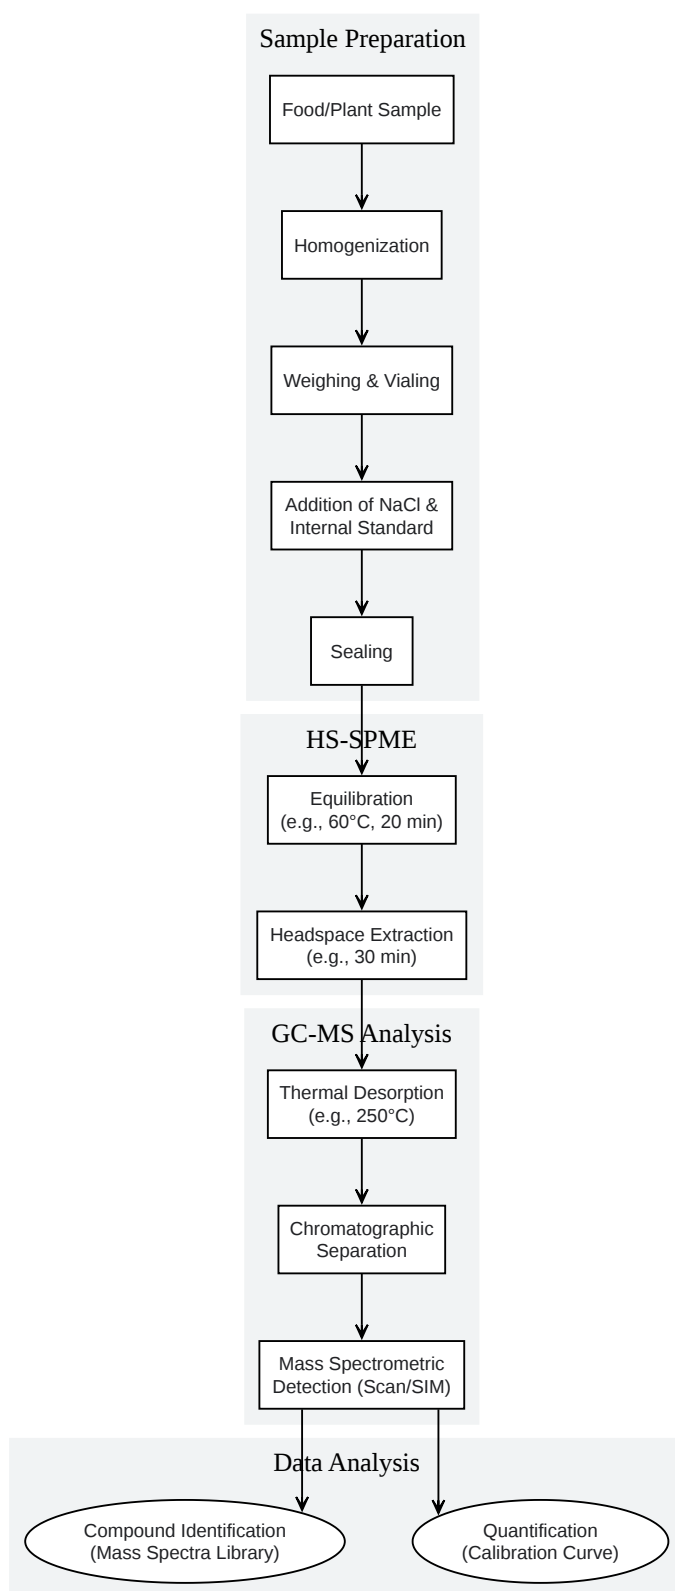 Sample Preparation
Food/Plant Sample
Homogenization
Weighing & Vialing
Addition of NaCl &
Internal Standard
Sealing
HS-SPME
Equilibration
(e.g., 60°C, 20 min)
Headspace Extraction
(e.g., 30 min)
GC-MS Analysis
Thermal Desorption
(e.g., 250°C)
Chromatographic
Separation
Mass Spectrometric
Detection (Scan/SIM)
Data Analysis
Compound Identification
(Mass Spectra Library)
Quantification
(Calibration Curve)